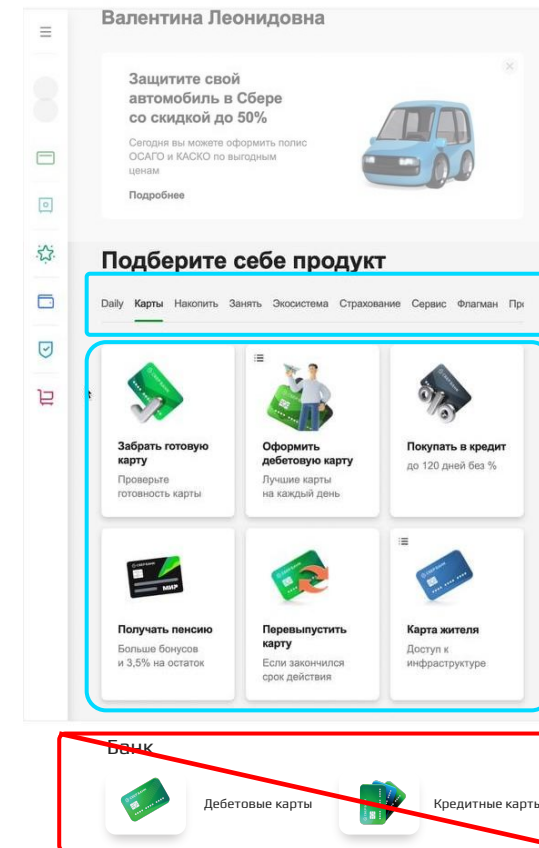 Валентина Леонидовна
Защитите свой
автомобиль в Сбере
со скидкой до 50%
Сегодня вы можете оформить полис
ОСАГО и КАСКО по выгодным
ценам
Подробнее
Подберите себе продукт
Daily Карты Накопить Занять Экосистема Страхование Сервис Флагман
Забрать готовую
карту
Проверьте
готовность карты
Оформить
дебетовую карту
Лучшие карты
на каждый день
Покупать в кредит
до 120 дней без %
МИР
Получать пенсию
Больше бонусов
и 3,5% на остаток
Перевыпустить
карту
Если закончился
срок действия
Карта жителя
Доступ к
инфраструктуре
Банк
Дебетовые карты
Кредитные карты